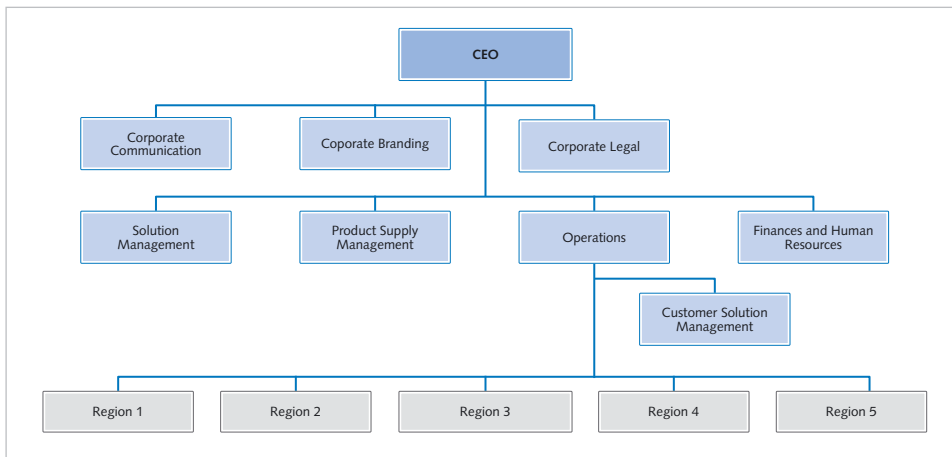 CEO
Corporate
Communication
Coporate Branding
Corporate Legal
Solution
Management
Product Supply
Management
Operations
Finances and Human
Resources
Customer Solution
Management
Region 1
Region 2
Region 3
Region 4
Region 5